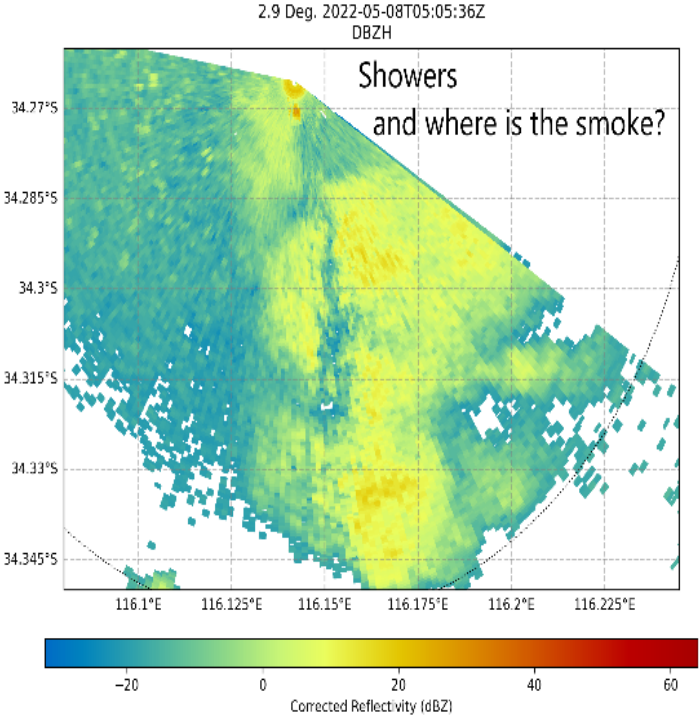 2.9 Deg. 2022-05-08T05:05:36Z
DBZH
Showers
and where is the smoke?
34.77°S
34.285°S
34.3°S
34.315°S
34.33°S
34.345°S
116.1°E 116.125°E 116.15°E 116.175°E 116.2°E 116.225°E
−20 0 20 40 60
Corrected Reflectivity (dBZ)